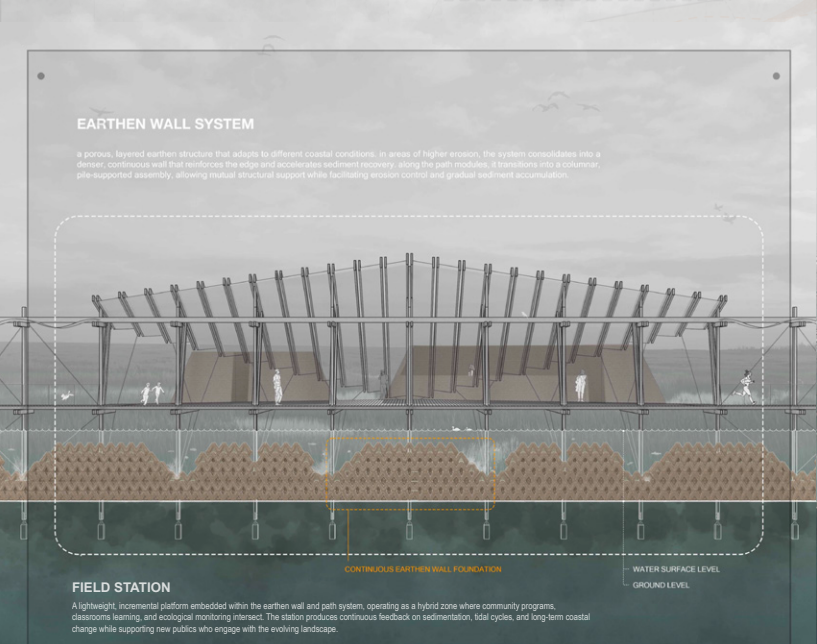 EARTHEN WALL SYSTEM
a porous, layered earthen structure that adapts to different coastal conditions. in areas of higher erosion, the system consolidates into a
denser, continuous wall that reinforces the edge and accelerates sediment recovery. along the path modules, it transitions into a columnar,
pile-supported assembly, allowing mutual structural support while facilitating erosion control and gradual sediment accumulation.
CONTINUOUS EARTHEN WALL FOUNDATION
WATER SURFACE LEVEL
GROUND LEVEL
FIELD STATION
A lightweight, incremental platform embedded within the earthen wall and path system, operating as a hybrid zone where community programs,
classrooms learning, and ecological monitoring intersect. The station produces continuous feedback on sedimentation, tidal cycles, and long-term coastal
change while supporting new publics who engage with the evolving landscape.